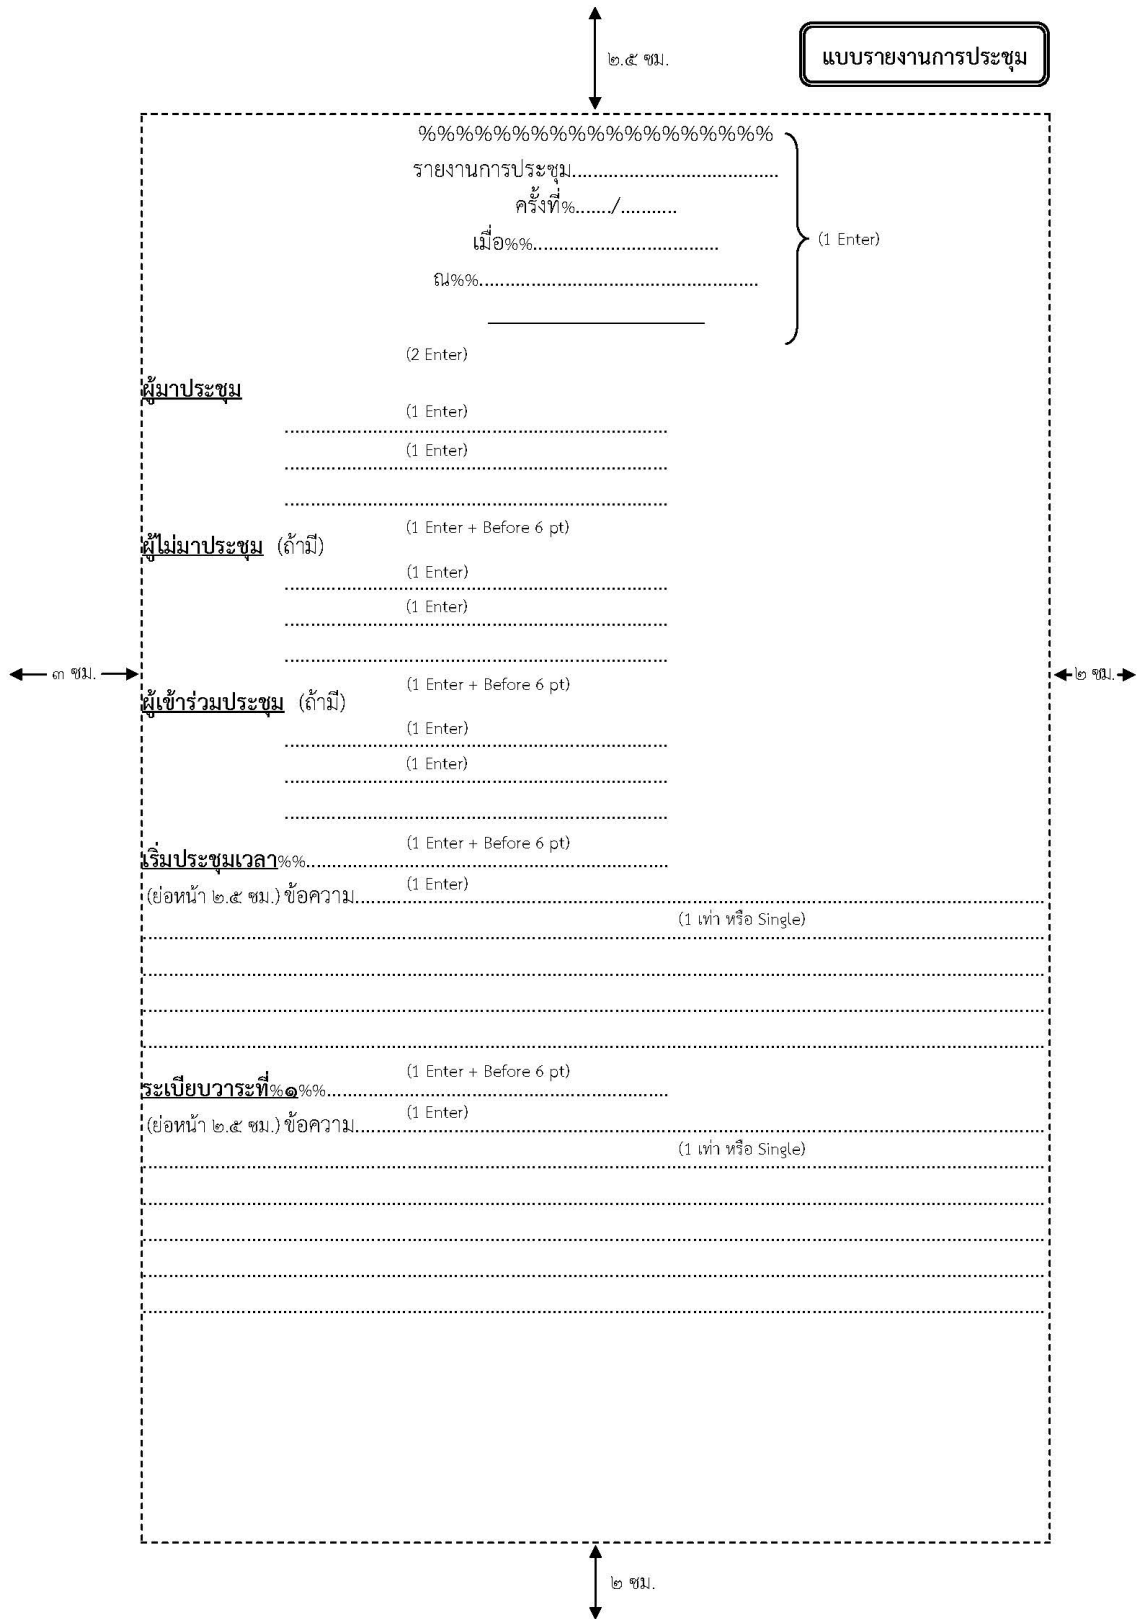 ๒.๕ ซม.
แบบรายงานการประชุม
%%%%%%%%%%%%%%%%%%%
รายงานการประชุม........................................
ครั้งที่%......./...........
เมื่อ%%....................................
ณ%%......................................................
(1 Enter)
(2 Enter)
ผู้มาประชุม
(1 Enter)
..........................................................................
(1 Enter)
..........................................................................
..........................................................................
(1 Enter + Before 6 pt)
ผู้ไม่มาประชุม (ถ้ามี)
(1 Enter)
..........................................................................
(1 Enter)
..........................................................................
..........................................................................
๓ ซม.
๒ ซม.
(1 Enter + Before 6 pt)
ผู้เข้าร่วมประชุม (ถ้ามี)
(1 Enter)
..........................................................................
(1 Enter)
..........................................................................
..........................................................................
(1 Enter + Before 6 pt)
เริ่มประชุมเวลา%%......................................................................
(1 Enter)
(ย่อหน้า ๒.๕ ซม.) ข้อความ....................................................................................
(1 เท่า หรือ Single)
....................................................................................................
....................................................................................................
....................................................................................................
....................................................................................................
(1 Enter + Before 6 pt)
ระเบียบวาระที่%๑%%..................................................................
(1 Enter)
(ย่อหน้า ๒.๕ ซม.) ข้อความ....................................................................................
(1 เท่า หรือ Single)
....................................................................................................
....................................................................................................
....................................................................................................
....................................................................................................
....................................................................................................
๒ ซม.